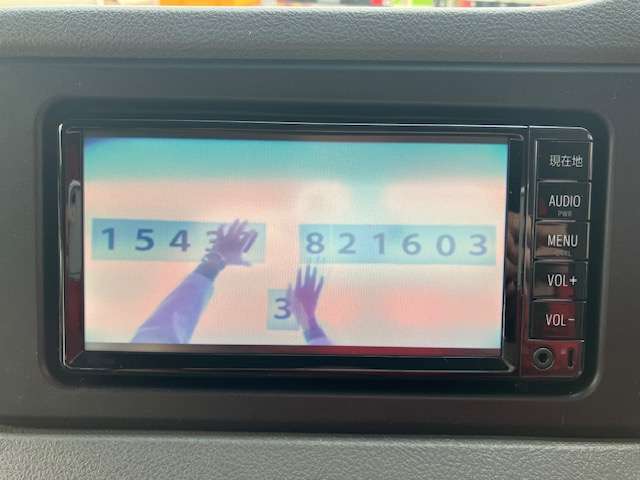 1543
821603
3
現在地
AUDIO
PWR
MENU
VOL+
VOL-